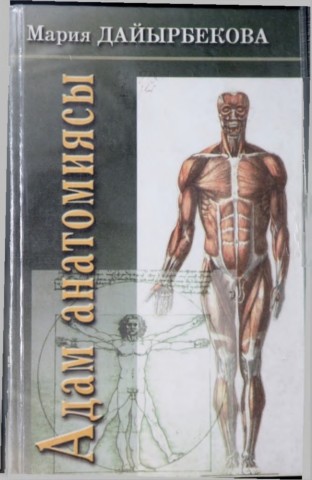 Мария ДАЙЫРБЕКОВА
Адам анатомиясы